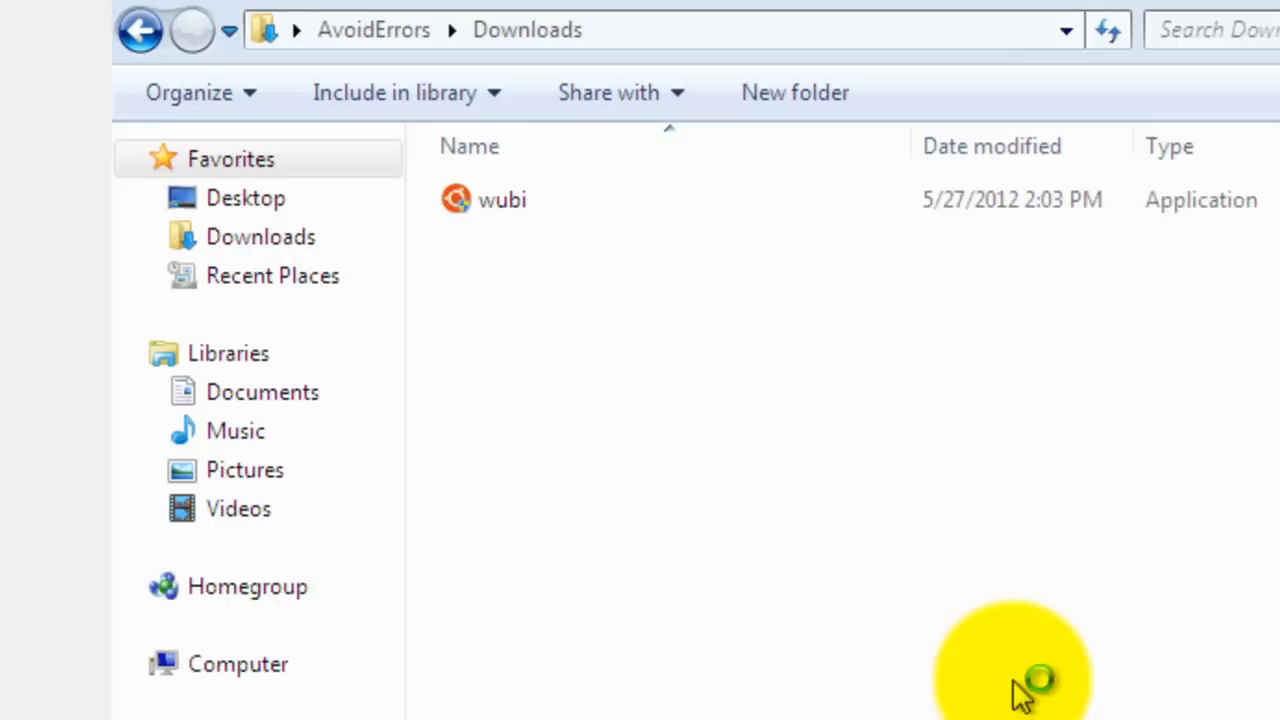 AvoidErrors Downloads
Search Down
Organize Include in library Share with New folder
Name Date modified Type
Favorites
wubi 5/27/2012 2:03 PM Application
Desktop
Downloads
Recent Places
Libraries
Documents
Music
Pictures
Videos
Homegroup
Computer